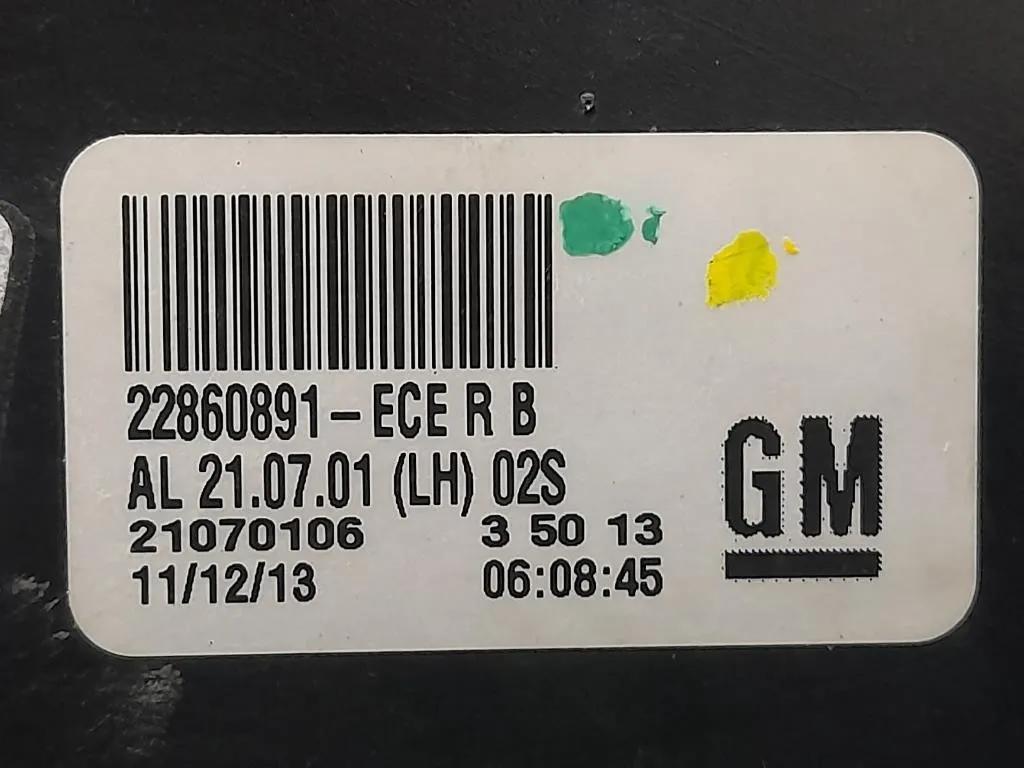 22860891-ECE R B
AL 21.07.01 (LH) 02S
21070106 3 50 13
11/12/13 06:08:45
GM